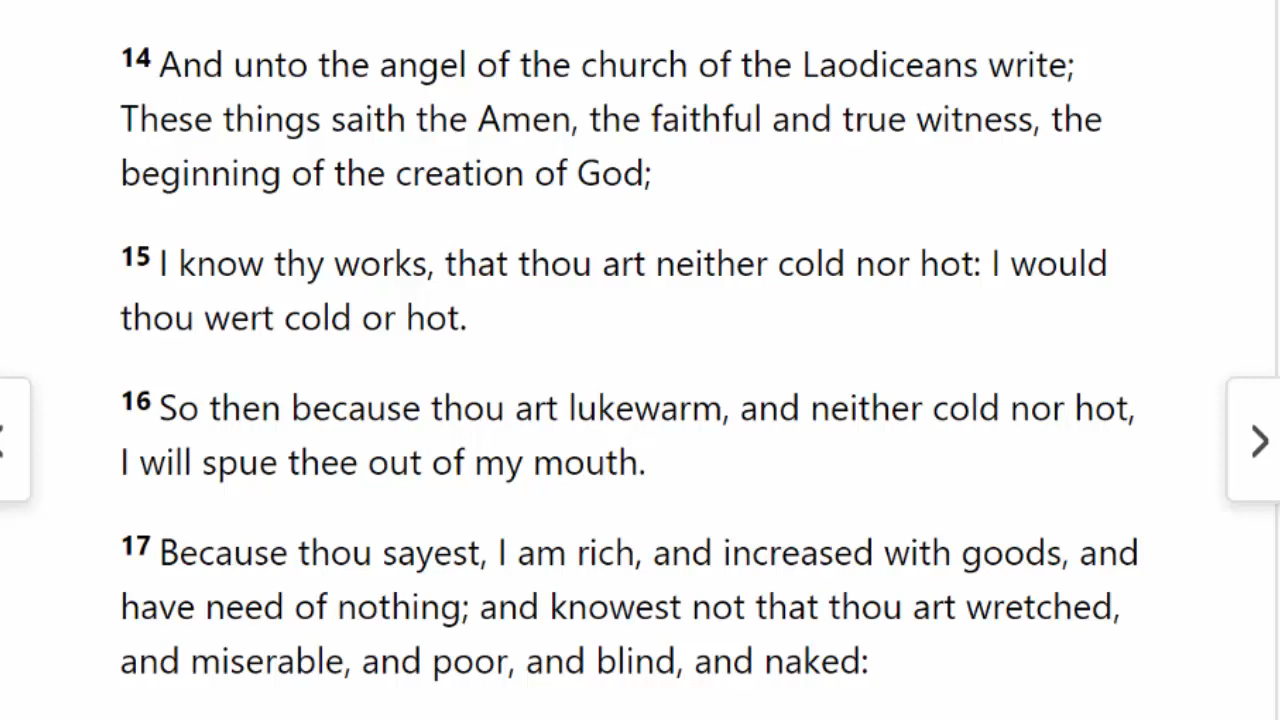 14 And unto the angel of the church of the Laodiceans write;
These things saith the Amen, the faithful and true witness, the
beginning of the creation of God;
15 I know thy works, that thou art neither cold nor hot: I would
thou wert cold or hot.
16 So then because thou art lukewarm, and neither cold nor hot,
I will spue thee out of my mouth.
17 Because thou sayest, I am rich, and increased with goods, and
have need of nothing; and knowest not that thou art wretched,
and miserable, and poor, and blind, and naked: